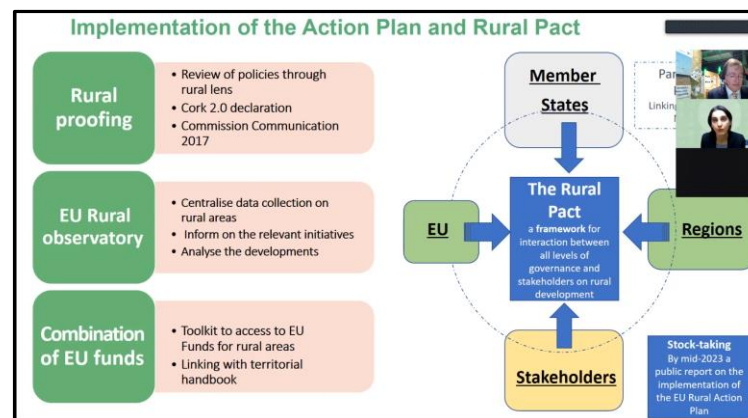 Implementation of the Action Plan and Rural Pact
Rural
proofing
• Review of policies through
rural lens
• Cork 2.0 declaration
• Commission Communication
2017
EU Rural
observatory
• Centralise data collection on
rural areas
• Inform on the relevant initiatives
• Analyse the developments
Combination
of EU funds
• Toolkit to access to EU
Funds for rural areas
• Linking with territorial
handbook
Member
States
Linking
EU
The Rural
Pact
a framework for
interaction between
all levels of
governance and
stakeholders on rural
development
Regions
Stakeholders
Stock-taking
By mid-2023 a
public report on the
implementation of
the EU Rural Action
Plan